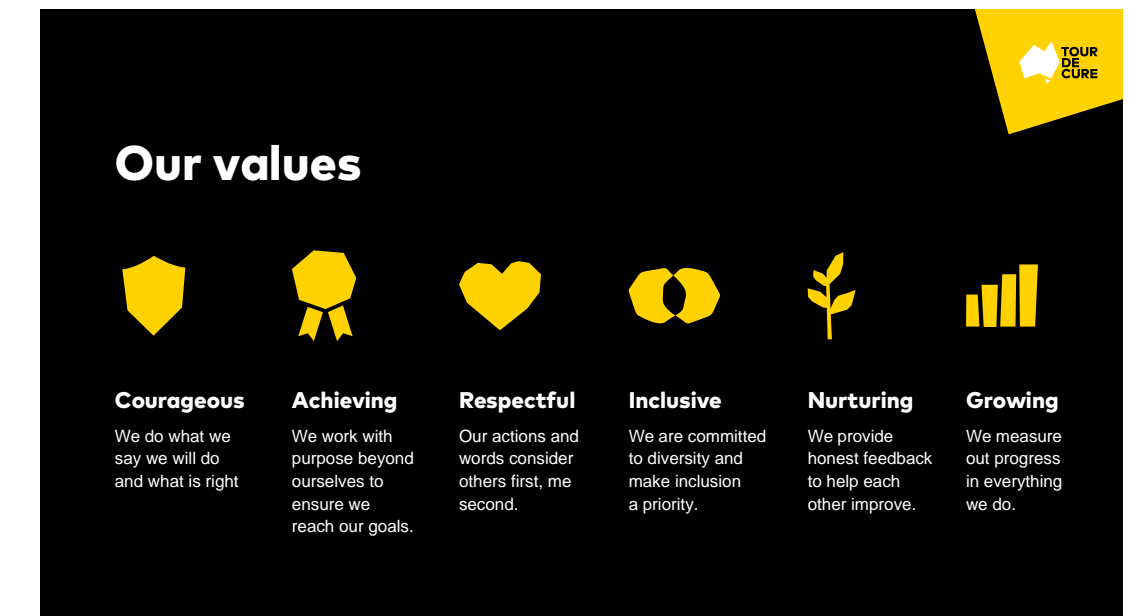 TOUR
DE
CURE
Our values
Courageous
We do what we
say we will do
and what is right
Achieving
We work with
purpose beyond
ourselves to
ensure we
reach our goals.
Respectful
Our actions and
words consider
others first, me
second.
Inclusive
We are committed
to diversity and
make inclusion
a priority.
Nurturing
We provide
honest feedback
to help each
other improve.
Growing
We measure
out progress
in everything
we do.